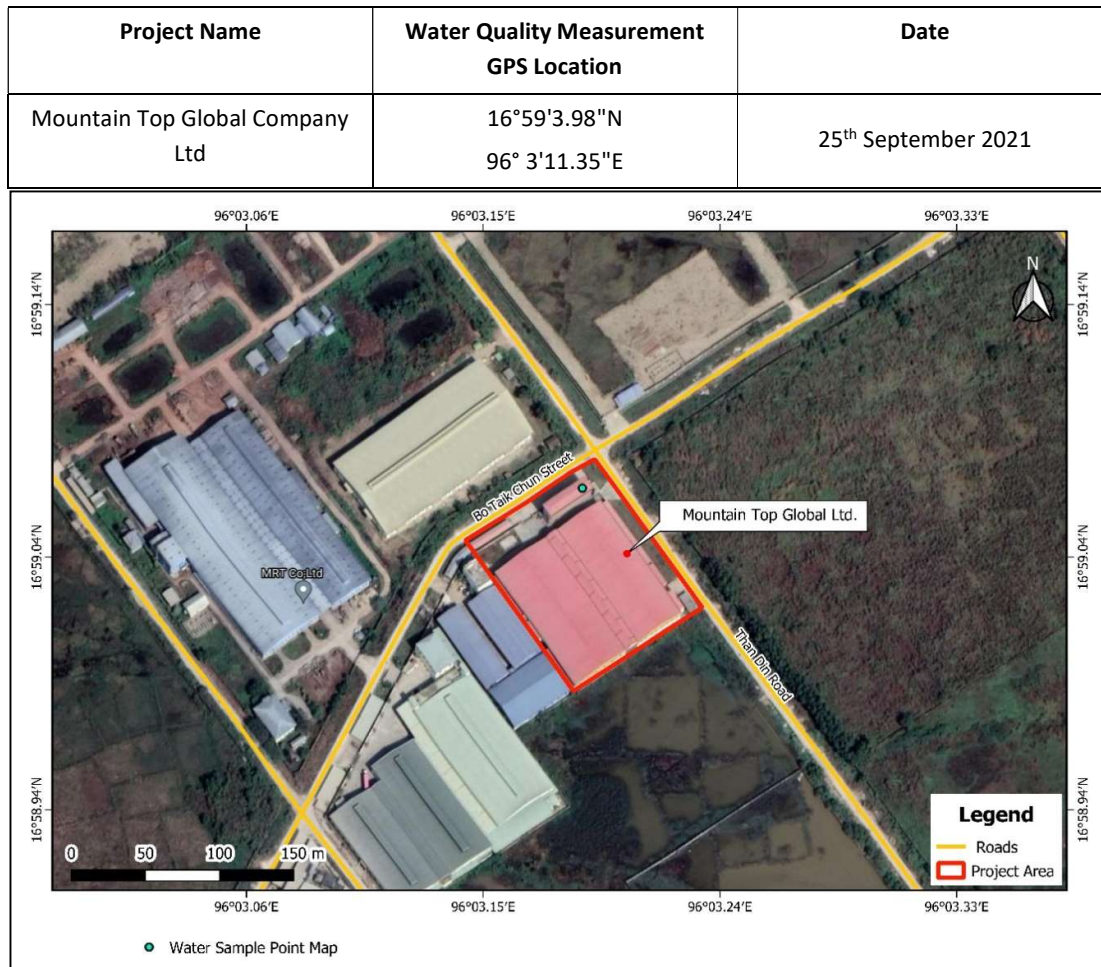 Project Name
Water Quality Measurement
GPS Location
Date
Mountain Top Global Company
Ltd
16°59'3.98"N
96° 3'11.35"E
25th September 2021
96°03.06′E
96°03.15′E
96°03.24′E
96°03.33′E
16°59.14′N
16°59.14′N
N
Bo Taik Chun Street
Mountain Top Global Ltd.
16°59.04′N
16°59.04′N
MRT Co;Ltd
Than Din Road
16°58.94′N
16°58.94′N
Legend
Roads
Project Area
0 50 100 150 m
96°03.06′E
96°03.15′E
96°03.24′E
96°03.33′E
Water Sample Point Map